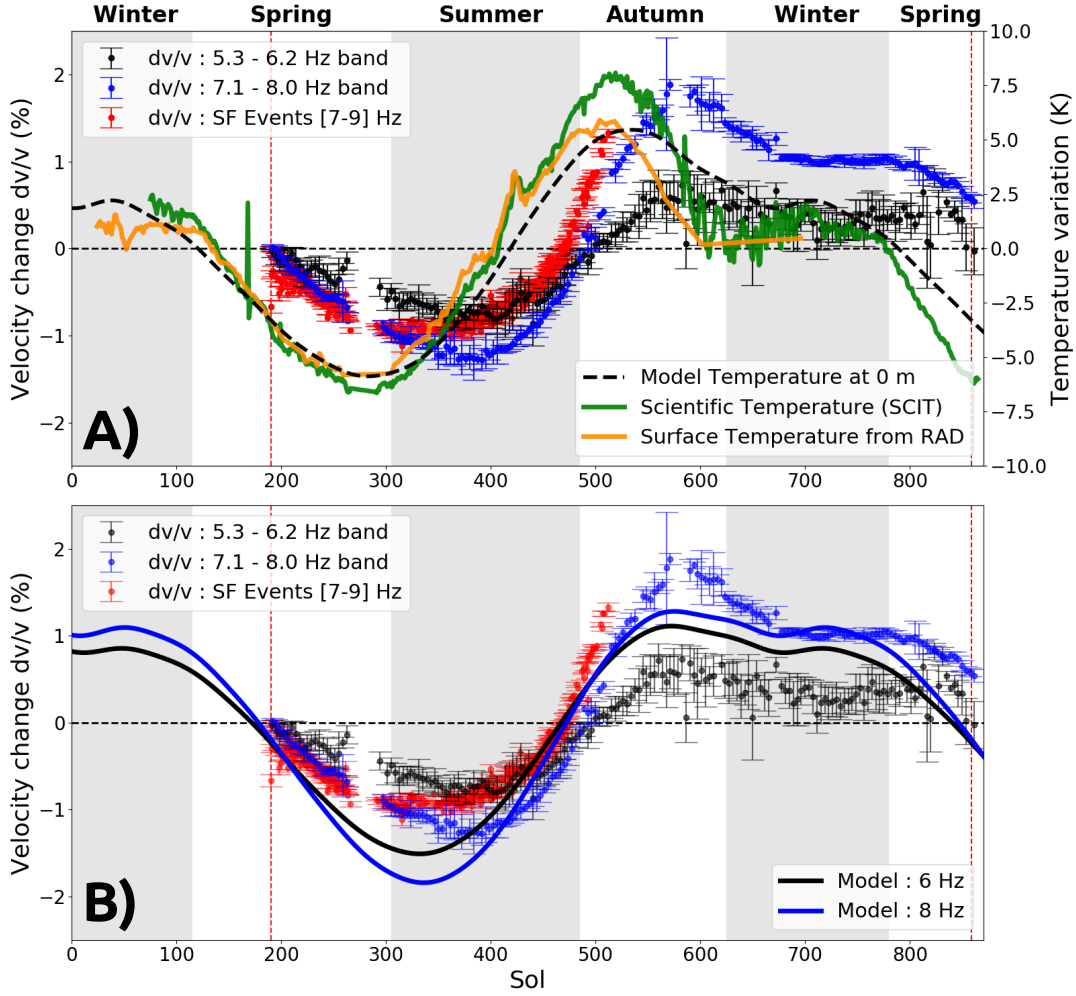 Winter Spring Summer Autumn Winter Spring
dv/v : 5.3 - 6.2 Hz band
dv/v : 7.1 - 8.0 Hz band
dv/v : SF Events [7-9] Hz
Velocity change dv/v (%)
2
1
0
−1
−2
10.0
7.5
5.0
2.5
0.0
−2.5
−5.0
−7.5
−10.0
Temperature variation (K)
Model Temperature at 0 m
Scientific Temperature (SCIT)
Surface Temperature from RAD
A)
0 100 200 300 400 500 600 700 800
dv/v : 5.3 - 6.2 Hz band
dv/v : 7.1 - 8.0 Hz band
dv/v : SF Events [7-9] Hz
Velocity change dv/v (%)
2
1
0
−1
−2
Model : 6 Hz
Model : 8 Hz
B)
0 100 200 300 400 500 600 700 800
Sol